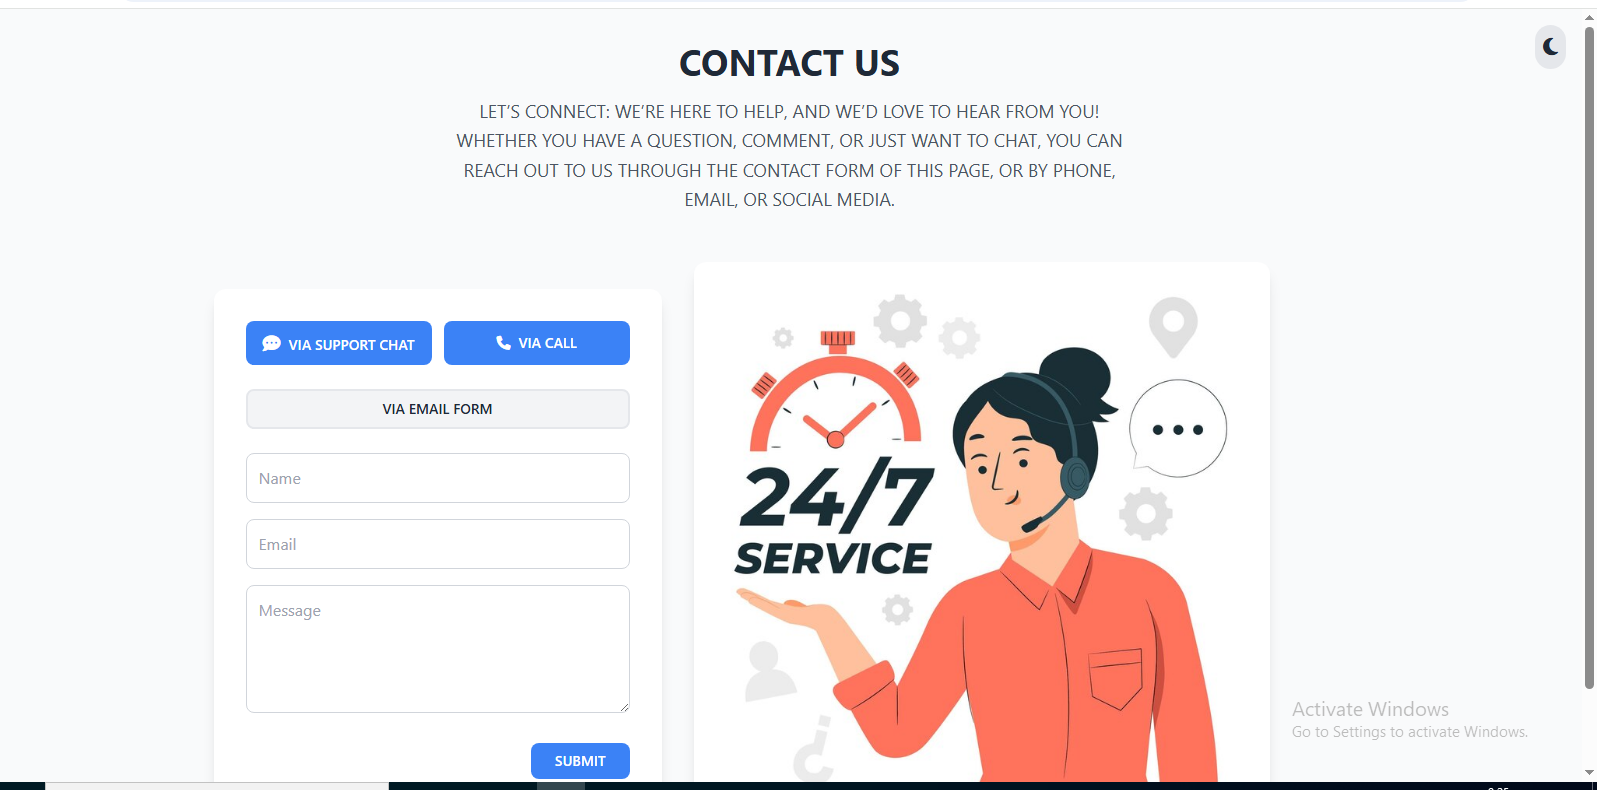 CONTACT US
LET’S CONNECT: WE’RE HERE TO HELP, AND WE’D LOVE TO HEAR FROM YOU!
WHETHER YOU HAVE A QUESTION, COMMENT, OR JUST WANT TO CHAT, YOU CAN
REACH OUT TO US THROUGH THE CONTACT FORM OF THIS PAGE, OR BY PHONE,
EMAIL, OR SOCIAL MEDIA.
VIA SUPPORT CHAT
VIA CALL
VIA EMAIL FORM
Name
Email
Message
SUBMIT
24/7
SERVICE
Activate Windows
Go to Settings to activate Windows.